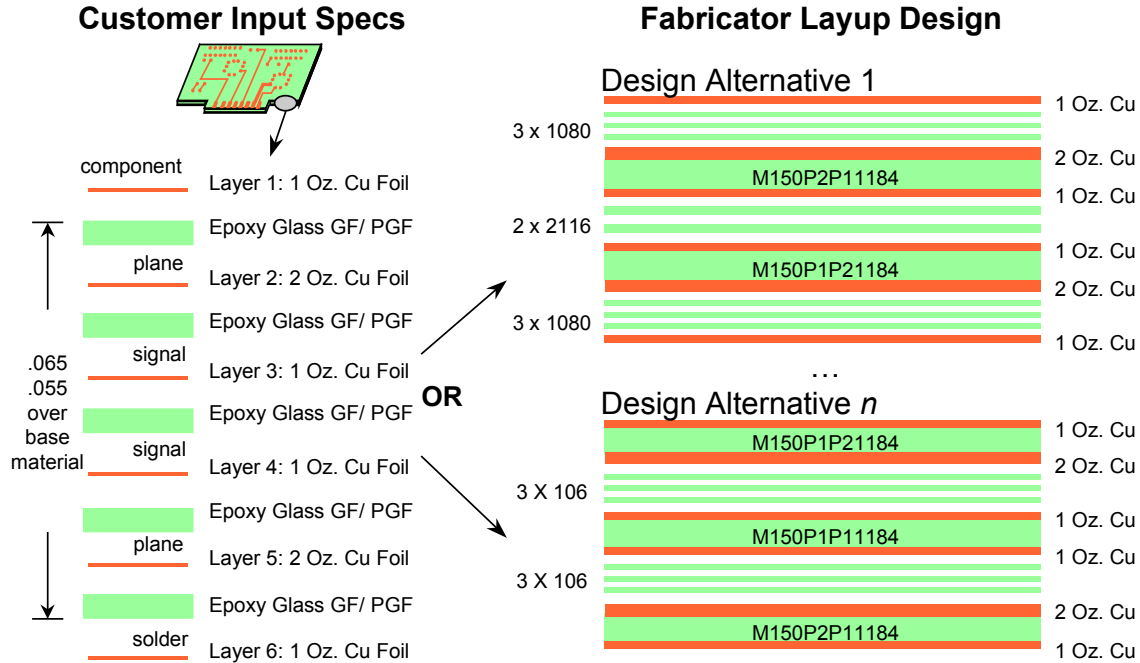 Customer Input Specs
component
Layer 1: 1 Oz. Cu Foil
Epoxy Glass GF/ PGF
plane
Layer 2: 2 Oz. Cu Foil
Epoxy Glass GF/ PGF
signal
Layer 3: 1 Oz. Cu Foil
.065
.055
over
base
material
Epoxy Glass GF/ PGF
signal
Layer 4: 1 Oz. Cu Foil
Epoxy Glass GF/ PGF
plane
Layer 5: 2 Oz. Cu Foil
Epoxy Glass GF/ PGF
solder
Layer 6: 1 Oz. Cu Foil
OR
Fabricator Layup Design
Design Alternative 1
1 Oz. Cu
3 x 1080
2 Oz. Cu
M150P2P11184
1 Oz. Cu
2 x 2116
1 Oz. Cu
M150P1P21184
2 Oz. Cu
3 x 1080
1 Oz. Cu
...
Design Alternative n
1 Oz. Cu
M150P1P21184
2 Oz. Cu
3 X 106
1 Oz. Cu
M150P1P11184
1 Oz. Cu
3 X 106
2 Oz. Cu
M150P2P11184
1 Oz. Cu